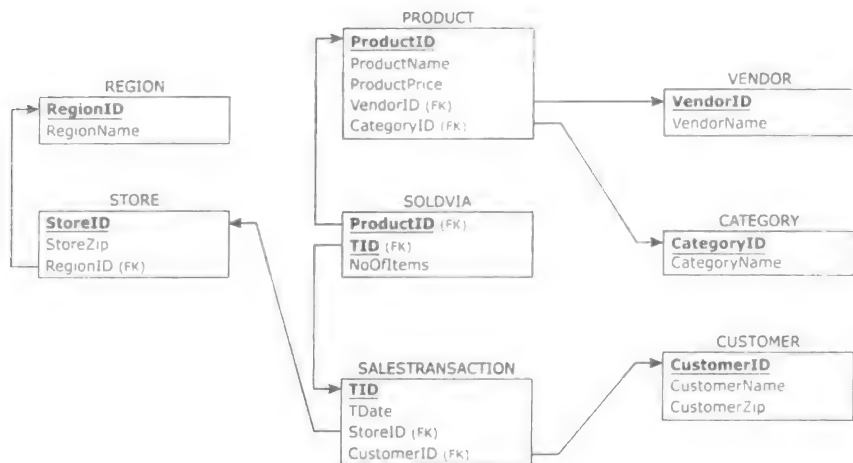 PRODUCT
ProductID
ProductName
ProductPrice
VendorID (FK)
CategoryID (FK)
REGION
RegionID
RegionName
VENDOR
VendorID
VendorName
STORE
StoreID
StoreZip
RegionID (FK)
SOLDVIA
ProductID (FK)
TID (FK)
NoOfItems
CATEGORY
CategoryID
CategoryName
SALESTRANSACTION
TID
TDate
StoreID (FK)
CustomerID (FK)
CUSTOMER
CustomerID
CustomerName
CustomerZip